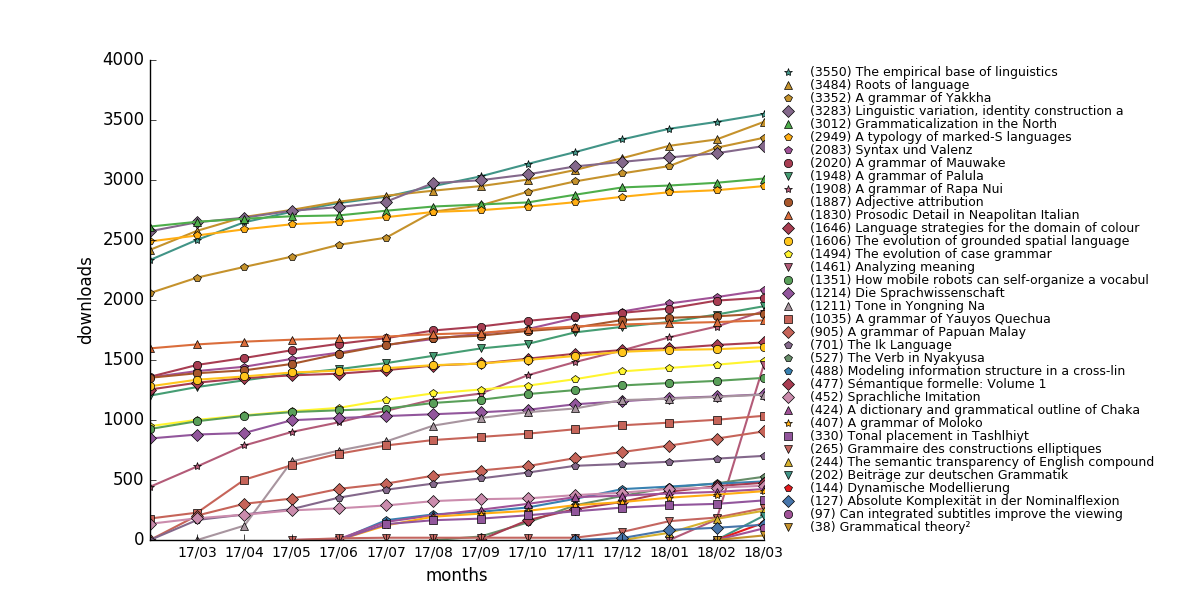 4000
3500
3000
2500
2000
1500
1000
500
0
downloads
17/03 17/04 17/05 17/06 17/07 17/08 17/09 17/10 17/11 17/12 18/01 18/02 18/03
months
(3550) The empirical base of linguistics
(3484) Roots of language
(3352) A grammar of Yakkha
(3283) Linguistic variation, identity construction a
(3012) Grammaticalization in the North
(2949) A typology of marked-S languages
(2083) Syntax und Valenz
(2020) A grammar of Mauwake
(1948) A grammar of Palula
(1908) A grammar of Rapa Nui
(1887) Adjective attribution
(1830) Prosodic Detail in Neapolitan Italian
(1646) Language strategies for the domain of colour
(1606) The evolution of grounded spatial language
(1494) The evolution of case grammar
(1461) Analyzing meaning
(1351) How mobile robots can self-organize a vocabul
(1214) Die Sprachwissenschaft
(1211) Tone in Yongning Na
(1035) A grammar of Yauyos Quechua
(905) A grammar of Papuan Malay
(701) The Ik Language
(527) The Verb in Nyakyusa
(488) Modeling information structure in a cross-lin
(477) Sémantique formelle: Volume 1
(452) Sprachliche Imitation
(424) A dictionary and grammatical outline of Chaka
(407) A grammar of Moloko
(330) Tonal placement in Tashlhiyt
(265) Grammaire des constructions elliptiques
(244) The semantic transparency of English compound
(202) Beiträge zur deutschen Grammatik
(144) Dynamische Modellierung
(127) Absolute Komplexität in der Nominalflexion
(97) Can integrated subtitles improve the viewing
(38) Grammatical theory²